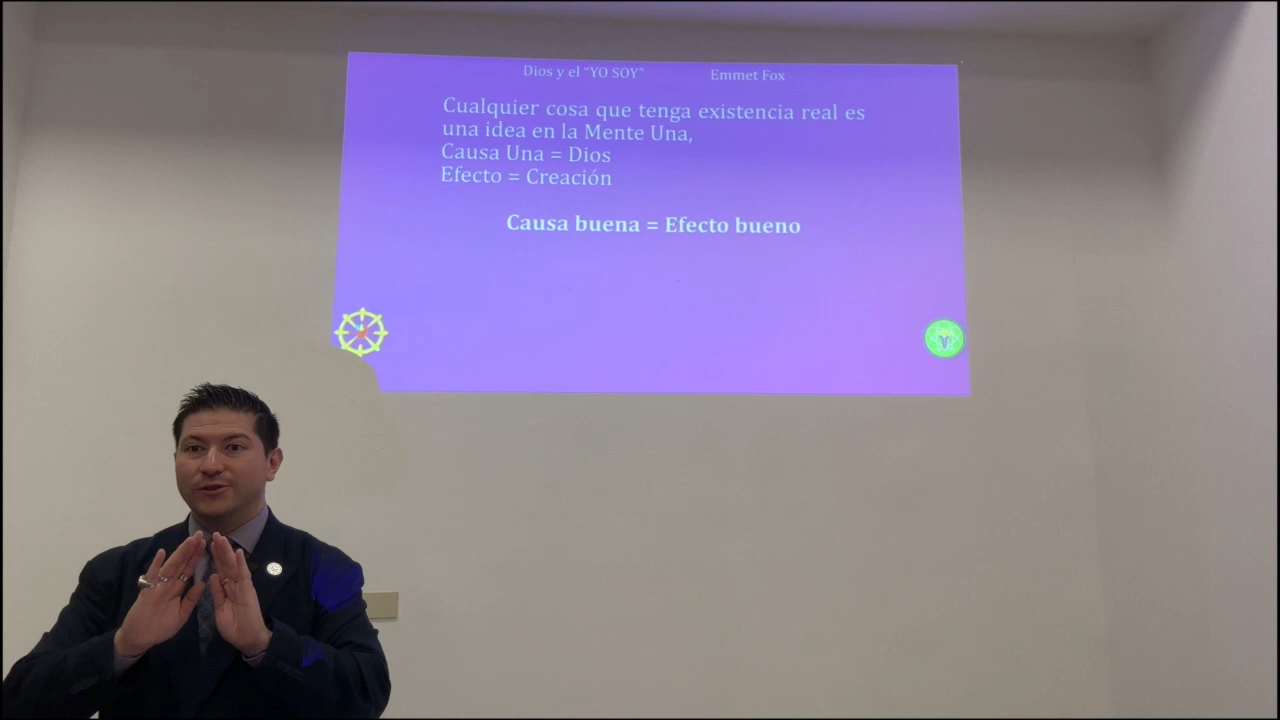 Dios y el "YO SOY" Emmet Fox
Cualquier cosa que tenga existencia real es
una idea en la Mente Una,
Causa Una = Dios
Efecto = Creación
Causa buena = Efecto bueno